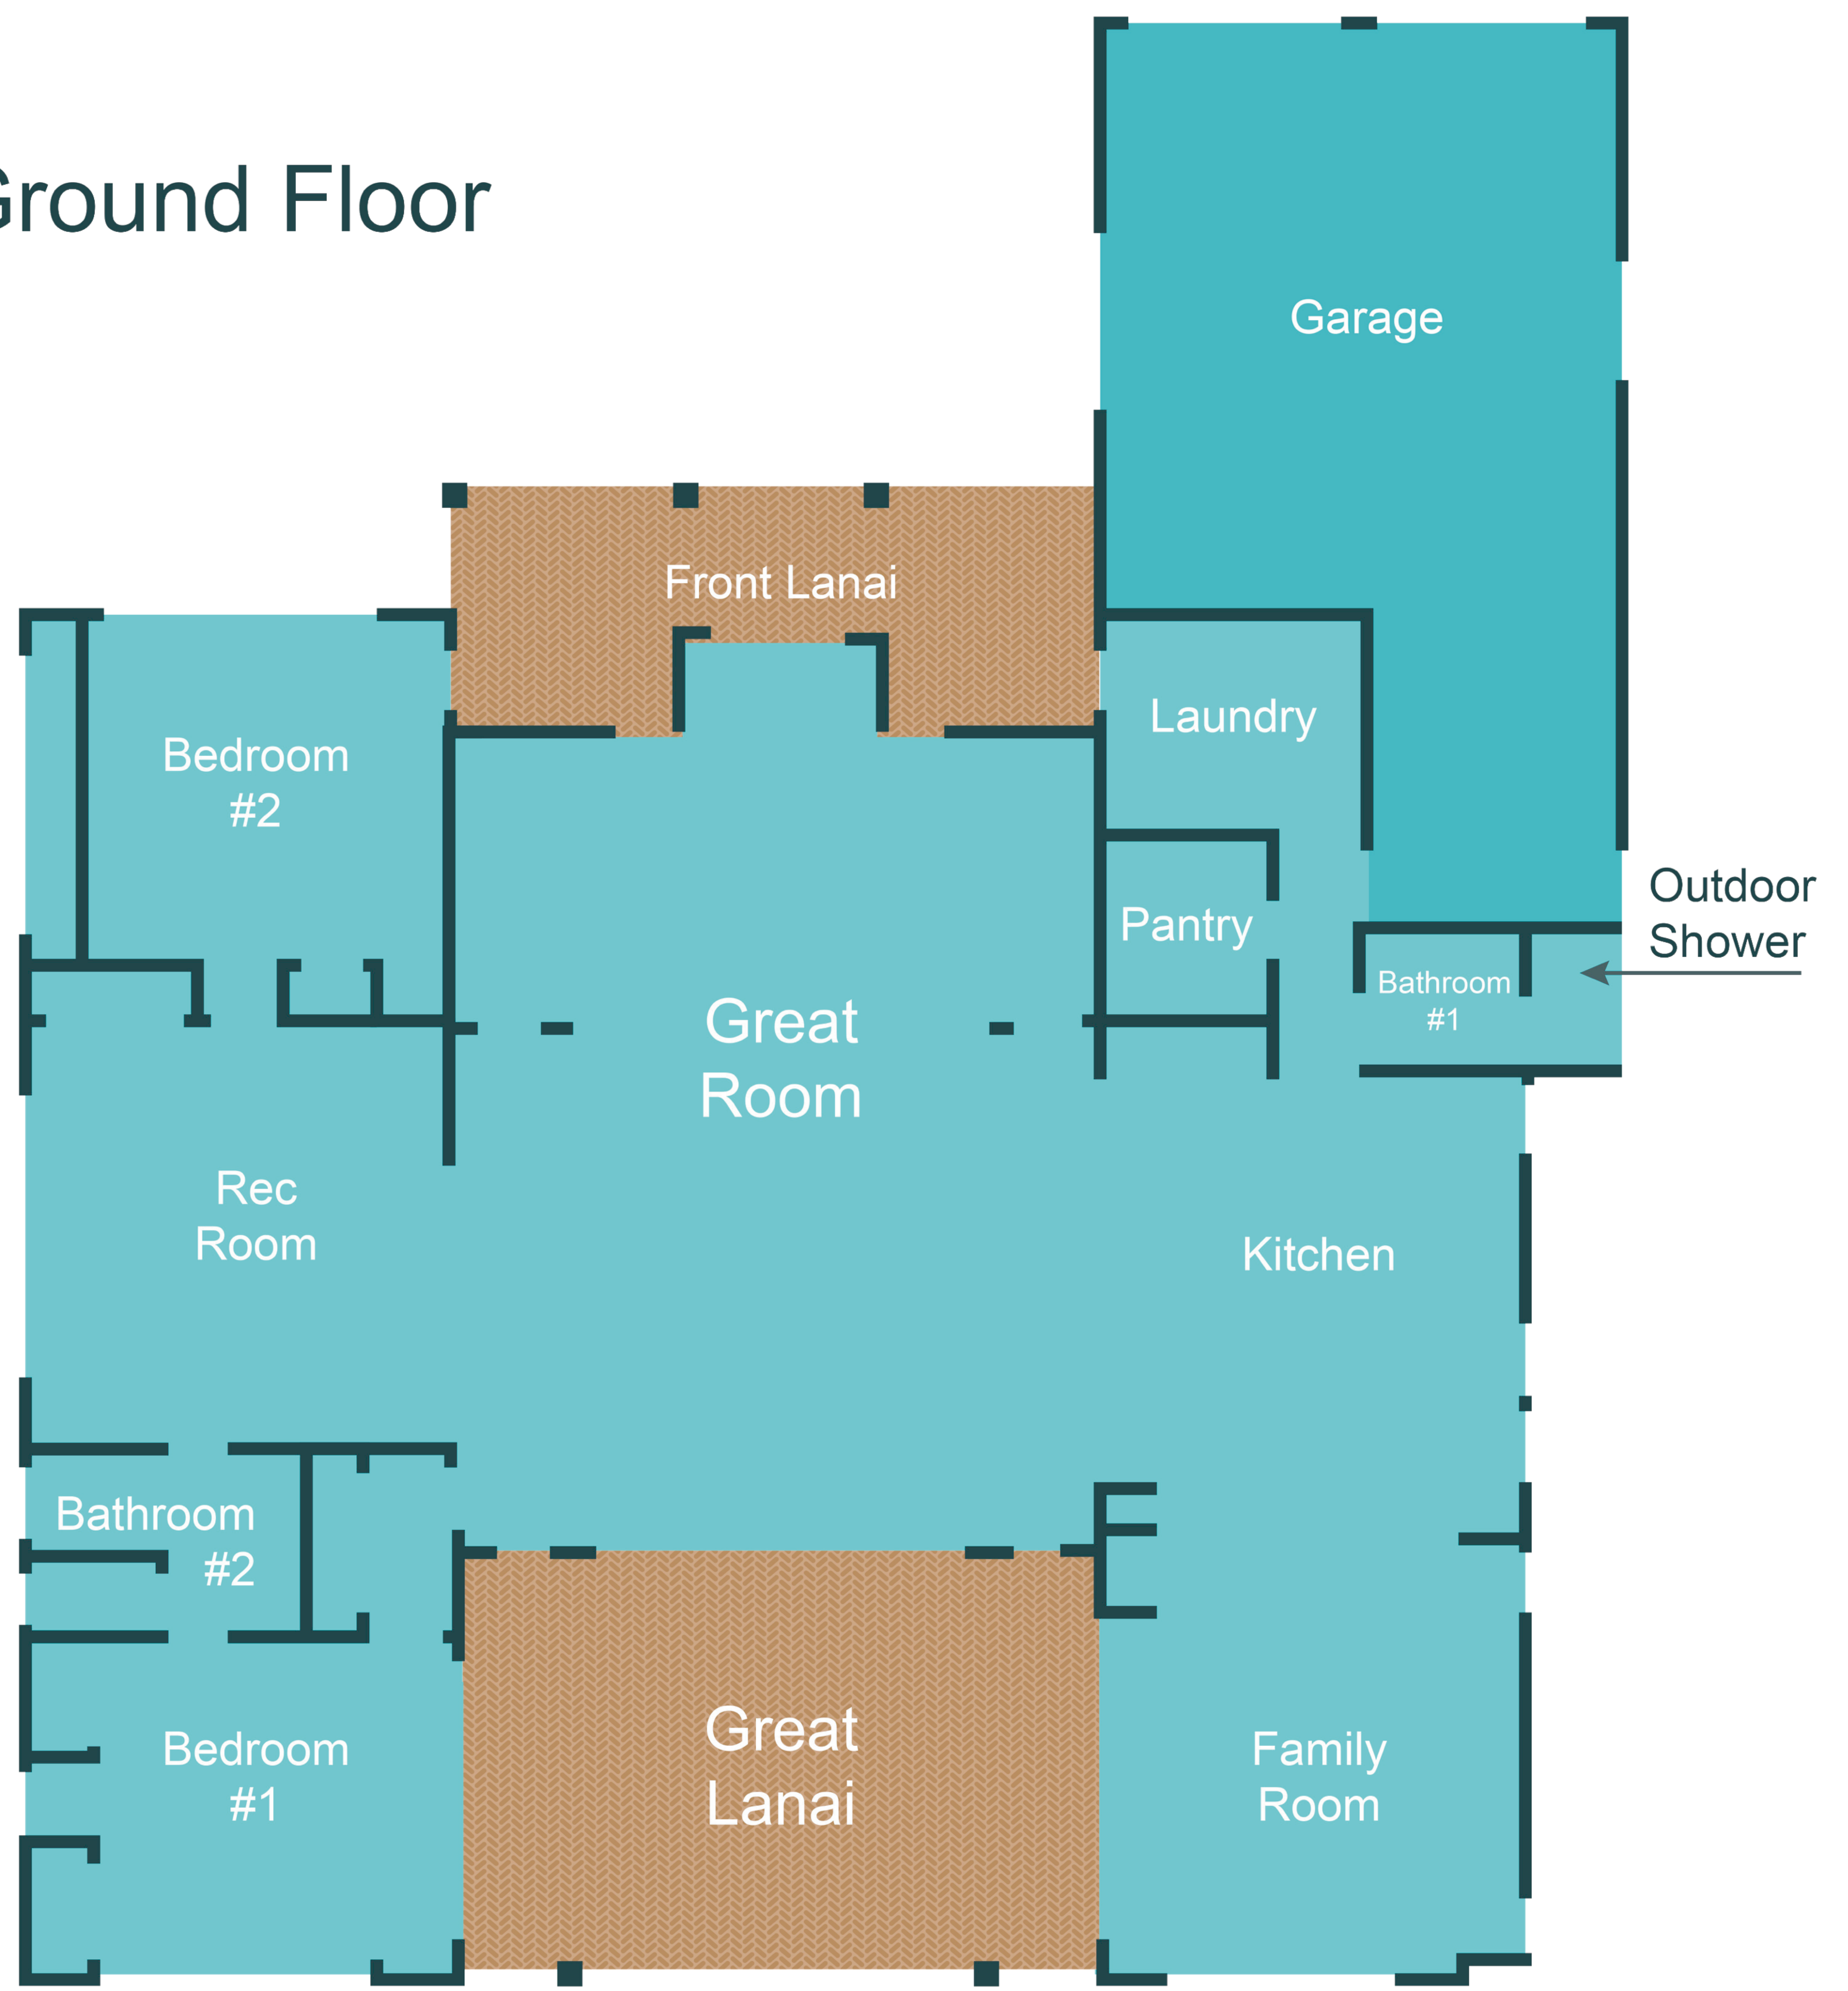 Ground Floor
Garage
Front Lanai
Laundry
Bedroom
#2
Outdoor
Shower
Pantry
Bathroom
#1
Great
Room
Rec
Room
Kitchen
Bathroom
#2
Great
Lanai
Bedroom
#1
Family
Room